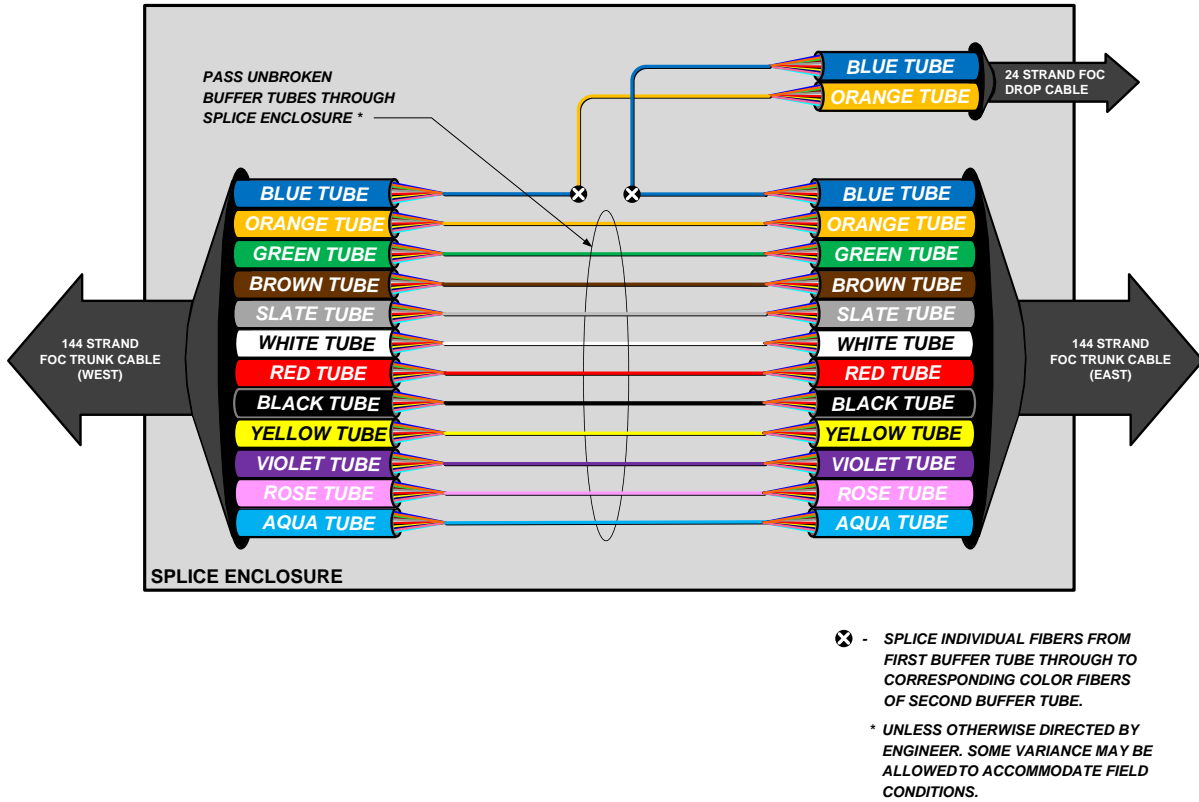 PASS UNBROKEN
BUFFER TUBES THROUGH
SPLICE ENCLOSURE *
BLUE TUBE
ORANGE TUBE
24 STRAND FOC
DROP CABLE
BLUE TUBE
ORANGE TUBE
GREEN TUBE
BROWN TUBE
SLATE TUBE
WHITE TUBE
RED TUBE
BLACK TUBE
YELLOW TUBE
VIOLET TUBE
ROSE TUBE
AQUA TUBE
BLUE TUBE
ORANGE TUBE
GREEN TUBE
BROWN TUBE
SLATE TUBE
WHITE TUBE
RED TUBE
BLACK TUBE
YELLOW TUBE
VIOLET TUBE
ROSE TUBE
AQUA TUBE
144 STRAND
FOC TRUNK CABLE
(WEST)
144 STRAND
FOC TRUNK CABLE
(EAST)
SPLICE ENCLOSURE
- SPLICE INDIVIDUAL FIBERS FROM
FIRST BUFFER TUBE THROUGH TO
CORRESPONDING COLOR FIBERS
OF SECOND BUFFER TUBE.
* UNLESS OTHERWISE DIRECTED BY
ENGINEER. SOME VARIANCE MAY BE
ALLOWED TO ACCOMMODATE FIELD
CONDITIONS.